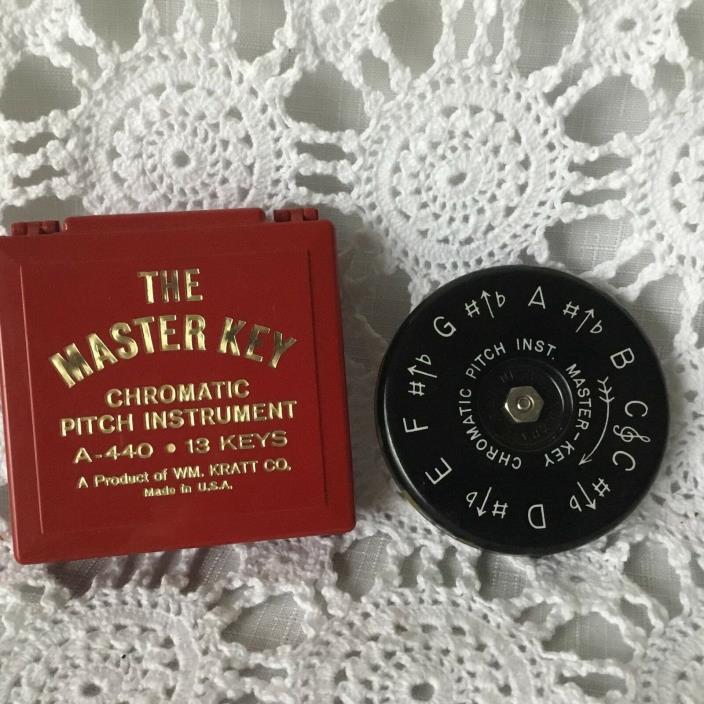 THE
MASTER KEY
CHROMATIC
PITCH INSTRUMENT
A-440 • 13 KEYS
A Product of WM. KRATT CO.
Made in U.S.A.
C C #↑b D #↑b E F #↑b G #↑b A #↑b B
MASTER-KEY CHROMATIC PITCH INST.